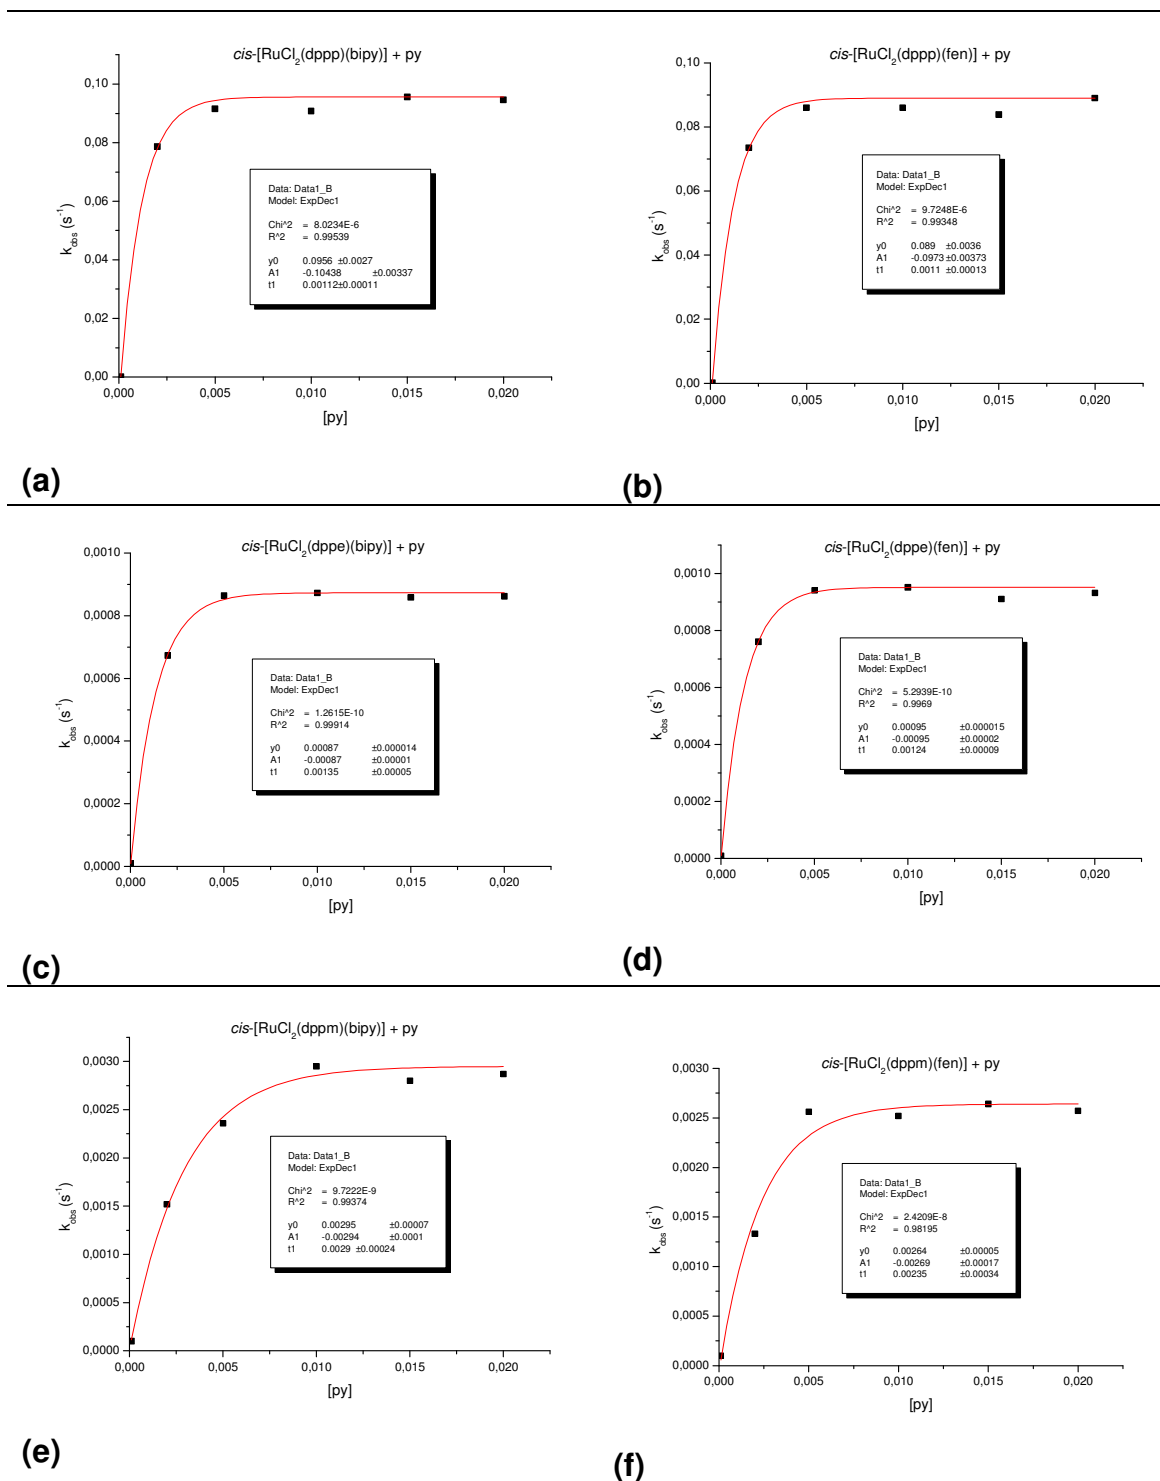 cis-[RuCl2(dppp)(bipy)] + py
0,10
0,08
0,06
0,04
0,02
0,00
kobs (s-1)
Data: Data1_B
Model: ExpDec1
Chi^2 = 8.0234E-6
R^2 = 0.99539
y0 0.0956 ±0.0027
A1 -0.10438 ±0.00337
t1 0.00112±0.00011
0,000 0,005 0,010 0,015 0,020
[py]
(a)
cis-[RuCl2(dppp)(fen)] + py
0,10
0,08
0,06
0,04
0,02
0,00
kobs (s-1)
Data: Data1_B
Model: ExpDec1
Chi^2 = 9.7248E-6
R^2 = 0.99348
y0 0.089 ±0.0036
A1 -0.0973 ±0.00373
t1 0.0011 ±0.00013
0,000 0,005 0,010 0,015 0,020
[py]
(b)
cis-[RuCl2(dppe)(bipy)] + py
0,0010
0,0008
0,0006
0,0004
0,0002
0,0000
kobs (s-1)
Data: Data1_B
Model: ExpDec1
Chi^2 = 1.2615E-10
R^2 = 0.99914
y0 0.00087 ±0.000014
A1 -0.00087 ±0.00001
t1 0.00135 ±0.00005
0,000 0,005 0,010 0,015 0,020
[py]
(c)
cis-[RuCl2(dppe)(fen)] + py
0,0010
0,0008
0,0006
0,0004
0,0002
0,0000
kobs (s-1)
Data: Data1_B
Model: ExpDec1
Chi^2 = 5.2939E-10
R^2 = 0.9969
y0 0.00095 ±0.000015
A1 -0.00095 ±0.00002
t1 0.00124 ±0.00009
0,000 0,005 0,010 0,015 0,020
[py]
(d)
cis-[RuCl2(dppm)(bipy)] + py
0,0030
0,0025
0,0020
0,0015
0,0010
0,0005
0,0000
kobs (s-1)
Data: Data1_B
Model: ExpDec1
Chi^2 = 9.7222E-9
R^2 = 0.99374
y0 0.00295 ±0.00007
A1 -0.00294 ±0.0001
t1 0.0029 ±0.00024
0,000 0,005 0,010 0,015 0,020
[py]
(e)
cis-[RuCl2(dppm)(fen)] + py
0,0030
0,0025
0,0020
0,0015
0,0010
0,0005
0,0000
kobs (s-1)
Data: Data1_B
Model: ExpDec1
Chi^2 = 2.4209E-8
R^2 = 0.98195
y0 0.00264 ±0.00005
A1 -0.00269 ±0.00017
t1 0.00235 ±0.00034
0,000 0,005 0,010 0,015 0,020
[py]
(f)